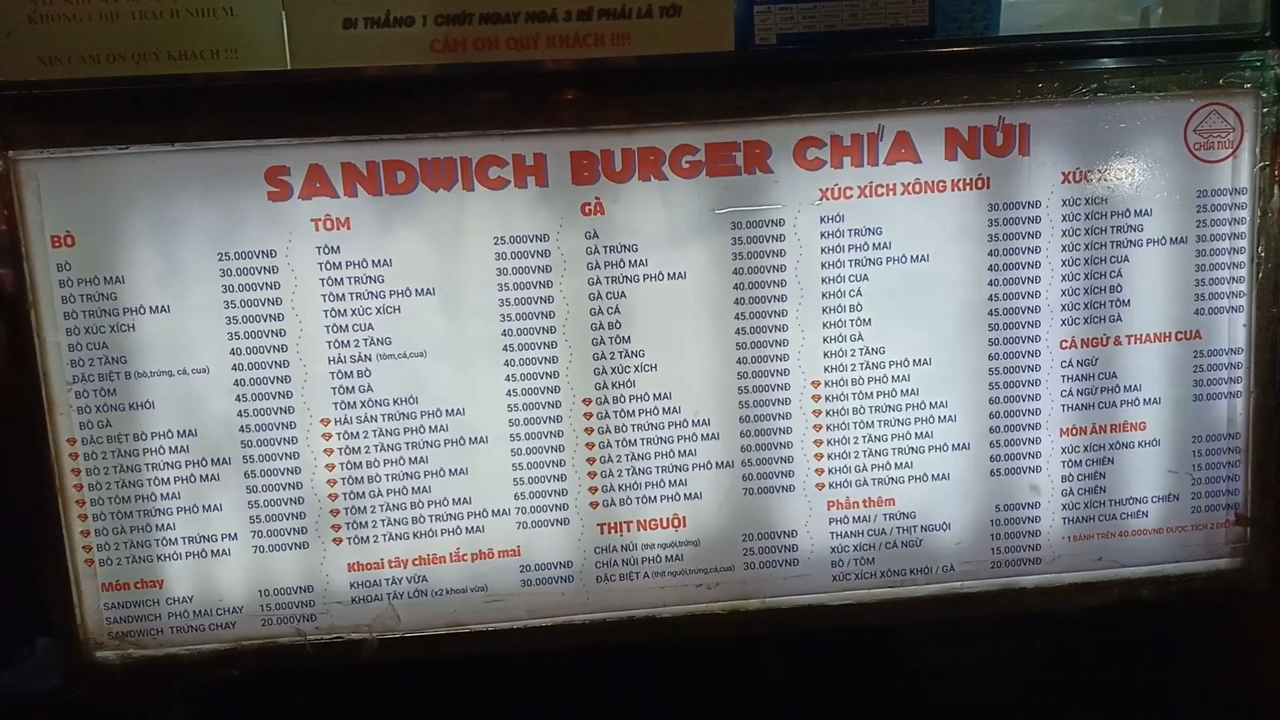 KHÔNG CHỊU TRÁCH NHIỆM.
XIN CẢM ƠN QUÝ KHÁCH !!!
ĐI THẲNG 1 CHÚT NGAY NGÃ 3 RẼ PHẢI LÀ TỚI
CẢM ƠN QUÝ KHÁCH !!!!
SANDWICH BURGER CHÍA NÚI
CHÍA NÚI
BÒ
BÒ 25.000VNĐ
BÒ PHÔ MAI 30.000VNĐ
BÒ TRỨNG 30.000VNĐ
BÒ TRỨNG PHÔ MAI 35.000VNĐ
BÒ XÚC XÍCH 35.000VNĐ
BÒ CUA 35.000VNĐ
BÒ 2 TẦNG 40.000VNĐ
ĐẶC BIỆT B (bò,trứng, cá, cua) 40.000VNĐ
BÒ TÔM 40.000VNĐ
BÒ XÔNG KHÓI 45.000VNĐ
BÒ GÀ 45.000VNĐ
ĐẶC BIỆT BÒ PHÔ MAI 45.000VNĐ
BÒ 2 TẦNG PHÔ MAI 50.000VNĐ
BÒ 2 TẦNG TRỨNG PHÔ MAI 55.000VNĐ
BÒ 2 TẦNG TÔM PHÔ MAI 65.000VNĐ
BÒ TÔM PHÔ MAI 50.000VNĐ
BÒ TÔM TRỨNG PHÔ MAI 55.000VNĐ
BÒ GÀ PHÔ MAI 55.000VNĐ
BÒ 2 TẦNG TÔM TRỨNG PM 70.000VNĐ
BÒ 2 TẦNG KHÓI PHÔ MAI 70.000VNĐ
Món chay
SANDWICH CHAY 10.000VNĐ
SANDWICH PHÔ MAI CHAY 15.000VNĐ
SANDWICH TRỨNG CHAY 20.000VNĐ
TÔM
TÔM 25.000VNĐ
TÔM PHÔ MAI 30.000VNĐ
TÔM TRỨNG 30.000VNĐ
TÔM TRỨNG PHÔ MAI 35.000VNĐ
TÔM XÚC XÍCH 35.000VNĐ
TÔM CUA 35.000VNĐ
TÔM 2 TẦNG 40.000VNĐ
HẢI SẢN (tôm,cá,cua) 45.000VNĐ
TÔM BÒ 40.000VNĐ
TÔM GÀ 45.000VNĐ
TÔM XÔNG KHÓI 45.000VNĐ
HẢI SẢN TRỨNG PHÔ MAI 55.000VNĐ
TÔM 2 TẦNG PHÔ MAI 50.000VNĐ
TÔM 2 TẦNG TRỨNG PHÔ MAI 55.000VNĐ
TÔM BÒ PHÔ MAI 50.000VNĐ
TÔM BÒ TRỨNG PHÔ MAI 55.000VNĐ
TÔM GÀ PHÔ MAI 55.000VNĐ
TÔM 2 TẦNG BÒ PHÔ MAI 65.000VNĐ
TÔM 2 TẦNG BÒ TRỨNG PHÔ MAI 70.000VNĐ
TÔM 2 TẦNG KHÓI PHÔ MAI 70.000VNĐ
Khoai tây chiên lắc phô mai
KHOAI TÂY VỪA 20.000VNĐ
KHOAI TÂY LỚN (x2 khoai vừa) 30.000VNĐ
GÀ
GÀ 30.000VNĐ
GÀ TRỨNG 35.000VNĐ
GÀ PHÔ MAI 35.000VNĐ
GÀ TRỨNG PHÔ MAI 40.000VNĐ
GÀ CUA 40.000VNĐ
GÀ CÁ 40.000VNĐ
GÀ BÒ 45.000VNĐ
GÀ TÔM 45.000VNĐ
GÀ 2 TẦNG 50.000VNĐ
GÀ XÚC XÍCH 40.000VNĐ
GÀ KHÓI 50.000VNĐ
GÀ BÒ PHÔ MAI 55.000VNĐ
GÀ TÔM PHÔ MAI 55.000VNĐ
GÀ BÒ TRỨNG PHÔ MAI 60.000VNĐ
GÀ TÔM TRỨNG PHÔ MAI 60.000VNĐ
GÀ 2 TẦNG PHÔ MAI 60.000VNĐ
GÀ 2 TẦNG TRỨNG PHÔ MAI 65.000VNĐ
GÀ KHÓI PHÔ MAI 60.000VNĐ
GÀ BÒ TÔM PHÔ MAI 70.000VNĐ
THỊT NGUỘI
CHÍA NÚI (thịt nguội,trứng) 20.000VNĐ
CHÍA NÚI PHÔ MAI 25.000VNĐ
ĐẶC BIỆT A (thịt nguội,trứng,cá,cua) 30.000VNĐ
XÚC XÍCH XÔNG KHÓI
KHÓI 30.000VNĐ
KHÓI TRỨNG 35.000VNĐ
KHÓI PHÔ MAI 35.000VNĐ
KHÓI TRỨNG PHÔ MAI 40.000VNĐ
KHÓI CUA 40.000VNĐ
KHÓI CÁ 40.000VNĐ
KHÓI BÒ 45.000VNĐ
KHÓI TÔM 45.000VNĐ
KHÓI GÀ 50.000VNĐ
KHÓI 2 TẦNG 50.000VNĐ
KHÓI 2 TẦNG PHÔ MAI 60.000VNĐ
KHÓI BÒ PHÔ MAI 55.000VNĐ
KHÓI TÔM PHÔ MAI 55.000VNĐ
KHÓI BÒ TRỨNG PHÔ MAI 60.000VNĐ
KHÓI TÔM TRỨNG PHÔ MAI 60.000VNĐ
KHÓI 2 TẦNG PHÔ MAI 60.000VNĐ
KHÓI 2 TẦNG TRỨNG PHÔ MAI 65.000VNĐ
KHÓI GÀ PHÔ MAI 60.000VNĐ
KHÓI GÀ TRỨNG PHÔ MAI 65.000VNĐ
Phần thêm
PHÔ MAI / TRỨNG 5.000VNĐ
THANH CUA / THỊT NGUỘI 10.000VNĐ
XÚC XÍCH / CÁ NGỪ 10.000VNĐ
BÒ / TÔM 15.000VNĐ
XÚC XÍCH XÔNG KHÓI / GÀ 20.000VNĐ
XÚC
XÚC XÍCH 20.000VNĐ
XÚC XÍCH PHÔ MAI 25.000VNĐ
XÚC XÍCH TRỨNG 25.000VNĐ
XÚC XÍCH TRỨNG PHÔ MAI 30.000VNĐ
XÚC XÍCH CUA 30.000VNĐ
XÚC XÍCH CÁ 30.000VNĐ
XÚC XÍCH BÒ 35.000VNĐ
XÚC XÍCH TÔM 35.000VNĐ
XÚC XÍCH GÀ 40.000VNĐ
CÁ NGỪ & THANH CUA
CÁ NGỪ 25.000VNĐ
THANH CUA 25.000VNĐ
CÁ NGỪ PHÔ MAI 30.000VNĐ
THANH CUA PHÔ MAI 30.000VNĐ
MÓN ĂN RIÊNG
XÚC XÍCH XÔNG KHÓI 20.000VNĐ
TÔM CHIÊN 15.000VNĐ
BÒ CHIÊN 15.000VNĐ
GÀ CHIÊN 20.000VNĐ
XÚC XÍCH THƯỜNG CHIÊN 20.000VNĐ
THANH CUA CHIÊN 20.000VNĐ
* 1 BÁNH TRÊN 40.000VNĐ ĐƯỢC TÍCH 2